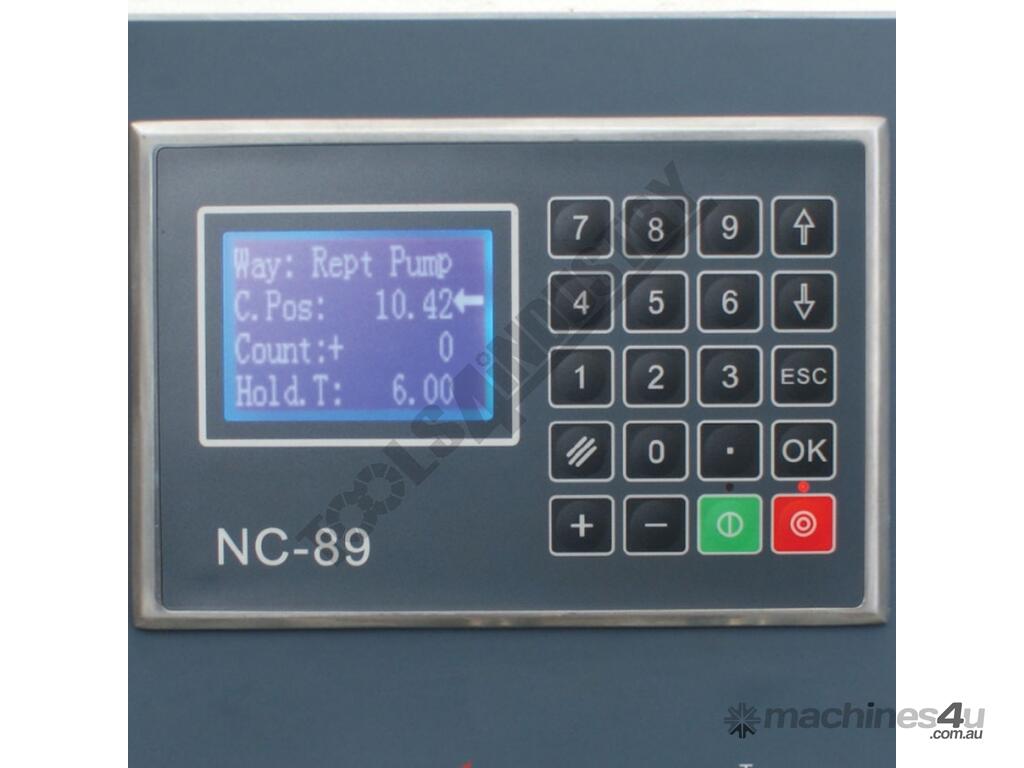 Way: Rept Pump
C.Pos: 10.42←
Count:+ 0
Hold.T: 6.00
7 8 9 ↑
4 5 6 ↓
1 2 3 ESC
0 . OK
+ −
NC-89
TOOLS4INDUSTRY
machines4u
.com.au